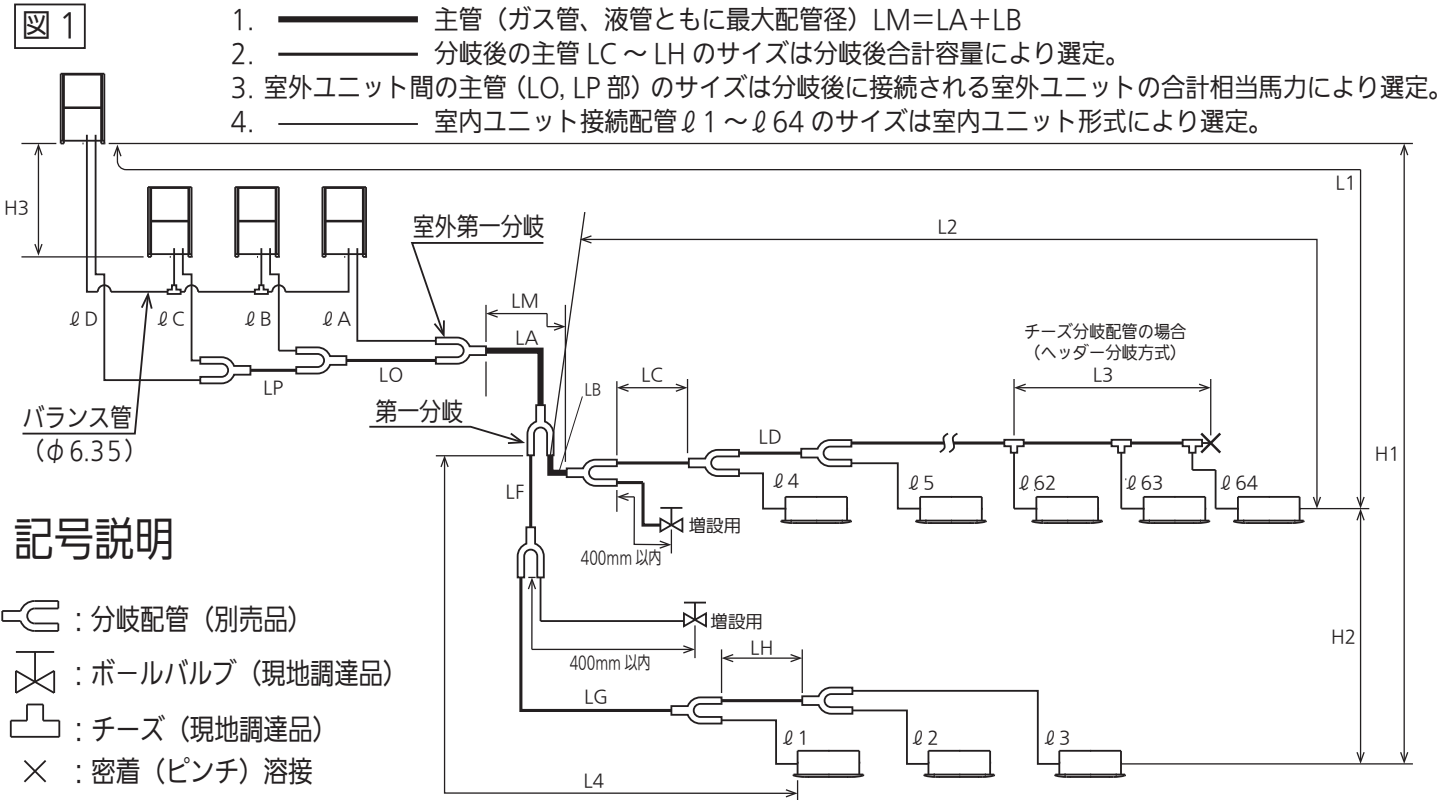 図1
1. 主管（ガス管、液管ともに最大配管径）LM＝LA＋LB
2. 分岐後の主管 LC～LH のサイズは分岐後合計容量により選定。
3. 室外ユニット間の主管（LO, LP 部）のサイズは分岐後に接続される室外ユニットの合計相当馬力により選定。
4. 室内ユニット接続配管ℓ1～ℓ64 のサイズは室内ユニット形式により選定。
L1
H3
L2
室外第一分岐
LM
LA
ℓD
ℓC
ℓB
ℓA
チーズ分岐配管の場合
（ヘッダー分岐方式）
L3
LO
LP
LC
LB
バランス管
（φ6.35）
第一分岐
LD
H1
LF
ℓ4
ℓ5
ℓ62
ℓ63
ℓ64
増設用
400mm 以内
記号説明
：分岐配管（別売品）
：ボールバルブ（現地調達品）
：チーズ（現地調達品）
：密着（ピンチ）溶接
増設用
400mm 以内
LH
H2
LG
ℓ1
ℓ2
ℓ3
L4